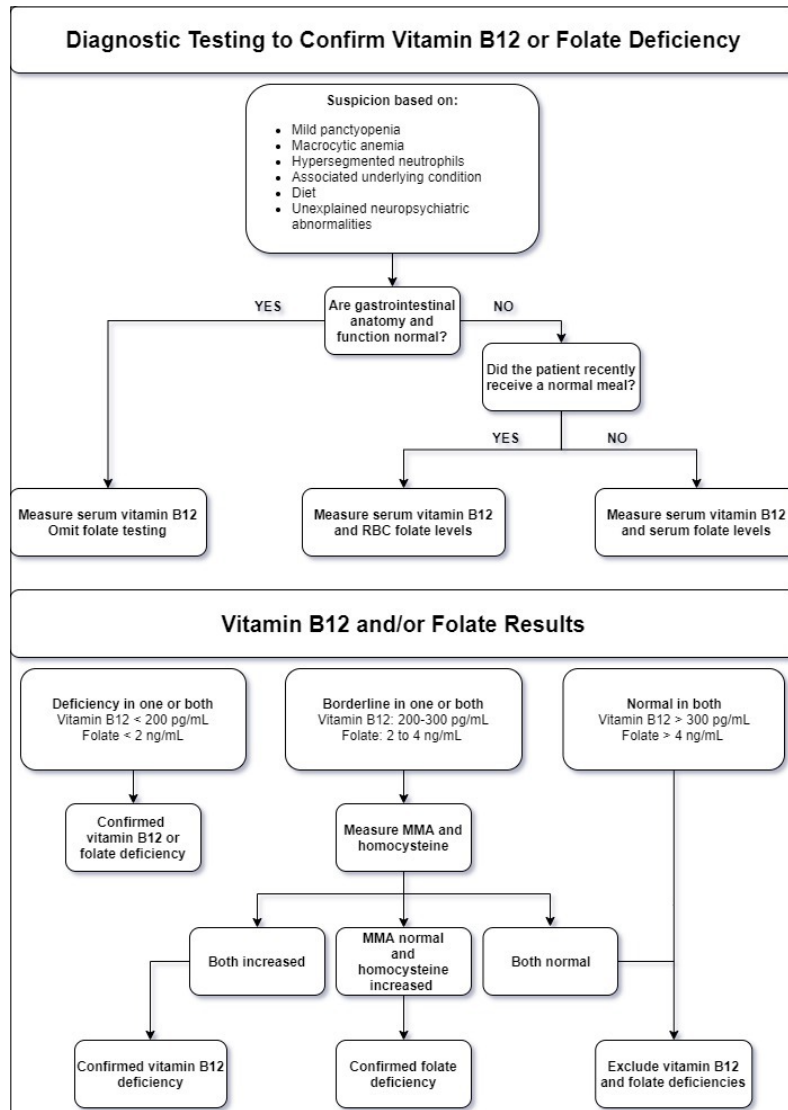 Diagnostic Testing to Confirm Vitamin B12 or Folate Deficiency
Suspicion based on:
• Mild panctyopenia
• Macrocytic anemia
• Hypersegmented neutrophils
• Associated underlying condition
• Diet
• Unexplained neuropsychiatric
abnormalities
YES
Are gastrointestinal
anatomy and
function normal?
NO
Did the patient recently
receive a normal meal?
YES
NO
Measure serum vitamin B12
Omit folate testing
Measure serum vitamin B12
and RBC folate levels
Measure serum vitamin B12
and serum folate levels
Vitamin B12 and/or Folate Results
Deficiency in one or both
Vitamin B12 < 200 pg/mL
Folate < 2 ng/mL
Borderline in one or both
Vitamin B12: 200-300 pg/mL
Folate: 2 to 4 ng/mL
Normal in both
Vitamin B12 > 300 pg/mL
Folate > 4 ng/mL
Confirmed
vitamin B12 or
folate deficiency
Measure MMA and
homocysteine
Both increased
MMA normal
and
homocysteine
increased
Both normal
Confirmed vitamin B12
deficiency
Confirmed folate
deficiency
Exclude vitamin B12
and folate deficiencies